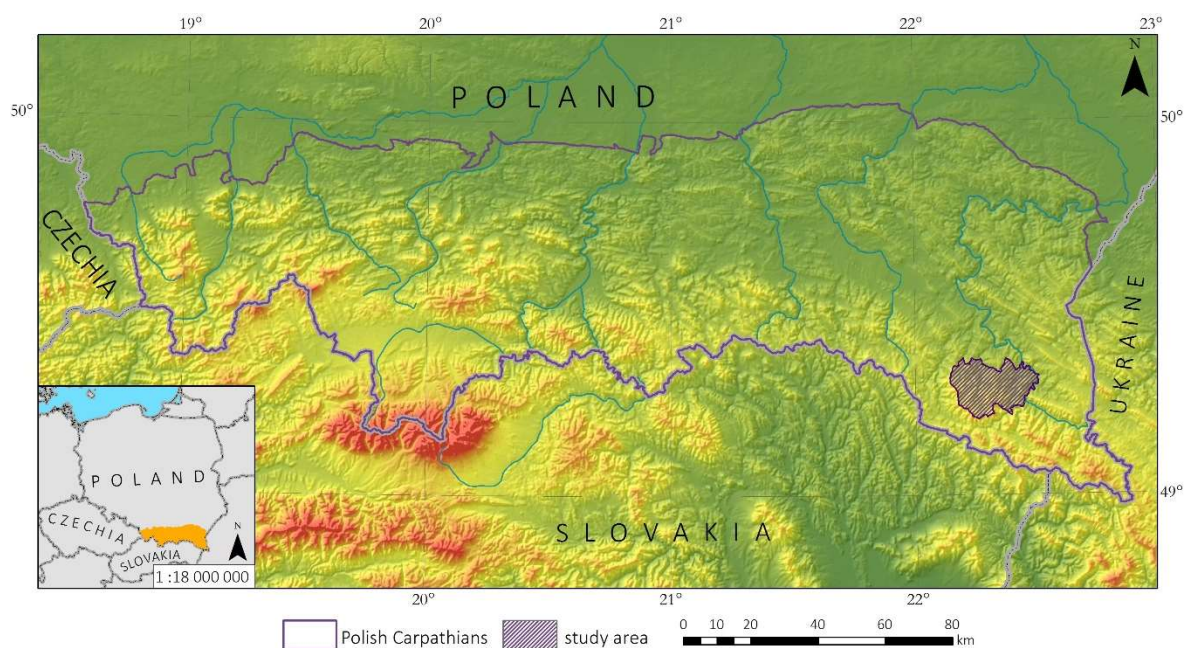 19° 20° 21° 22° 23°
N
POLAND
50° 50°
CZECHIA
UKRAINE
POLAND
CZECHIA
SLOVAKIA
N
1 :18 000 000
SLOVAKIA
49°
20° 21° 22°
Polish Carpathians study area 0 10 20 40 60 80
km